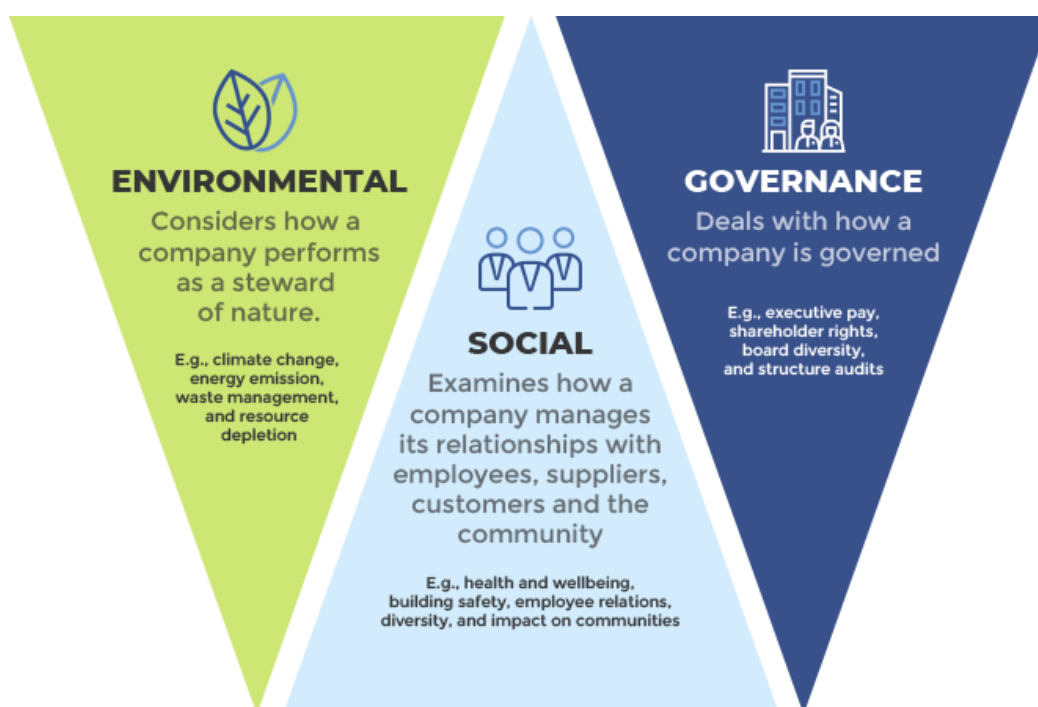 ENVIRONMENTAL
Considers how a
company performs
as a steward
of nature.
E.g., climate change,
energy emission,
waste management,
and resource
depletion
SOCIAL
Examines how a
company manages
its relationships with
employees, suppliers,
customers and the
community
E.g., health and wellbeing,
building safety, employee relations,
diversity, and impact on communities
GOVERNANCE
Deals with how a
company is governed
E.g., executive pay,
shareholder rights,
board diversity,
and structure audits